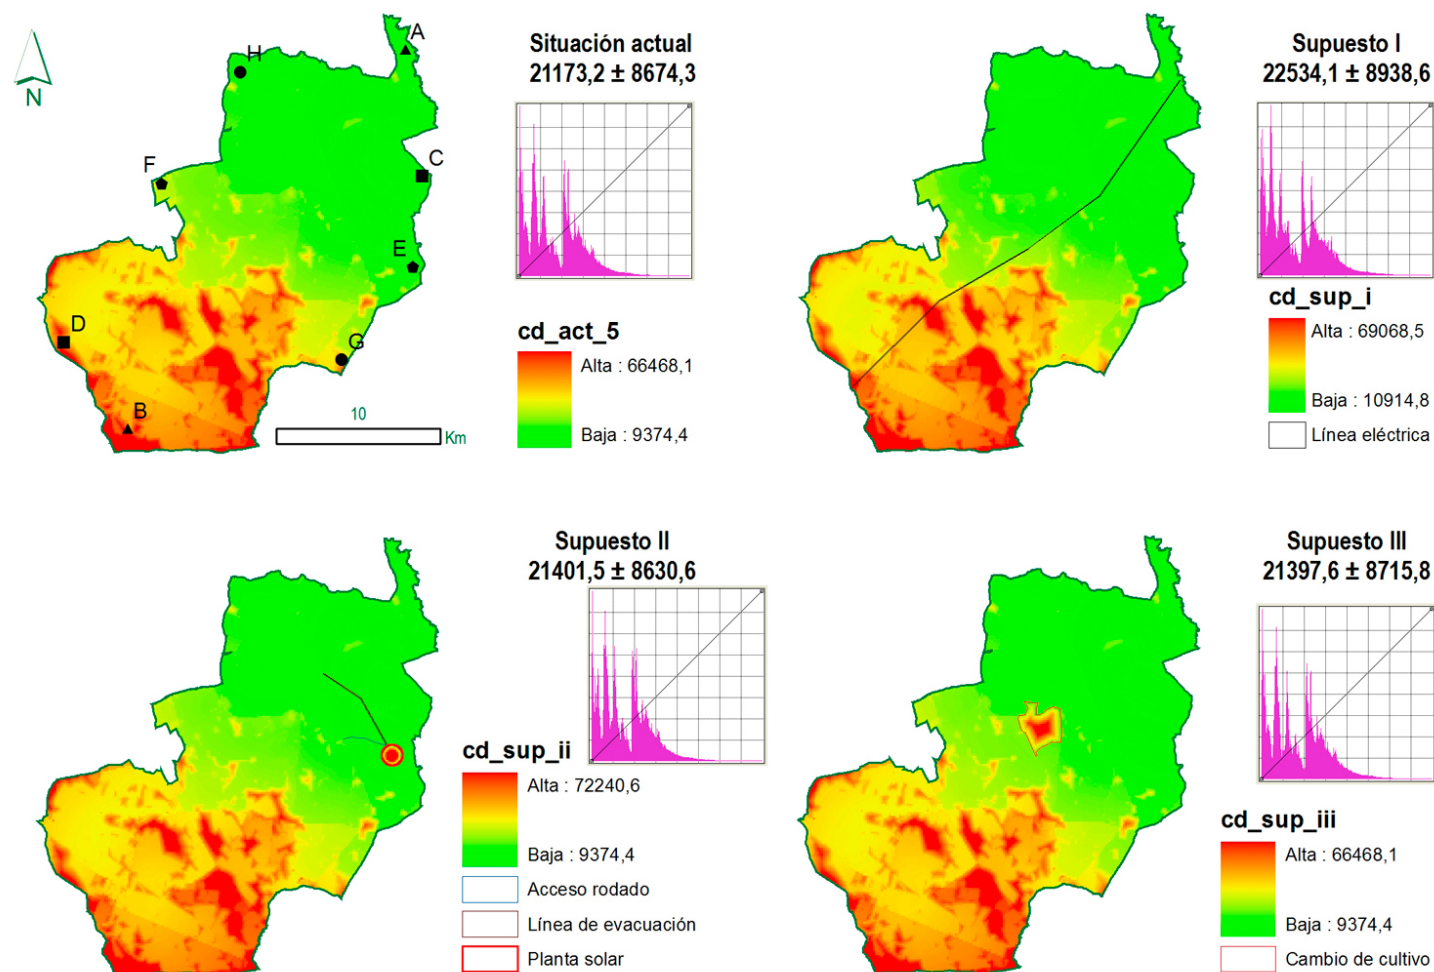 N
A
H
F
C
E
D
G
B
10
Km
Situación actual
21173,2 ± 8674,3
cd_act_5
Alta : 66468,1
Baja : 9374,4
Supuesto I
22534,1 ± 8938,6
cd_sup_i
Alta : 69068,5
Baja : 10914,8
Línea eléctrica
Supuesto II
21401,5 ± 8630,6
cd_sup_ii
Alta : 72240,6
Baja : 9374,4
Acceso rodado
Línea de evacuación
Planta solar
Supuesto III
21397,6 ± 8715,8
cd_sup_iii
Alta : 66468,1
Baja : 9374,4
Cambio de cultivo